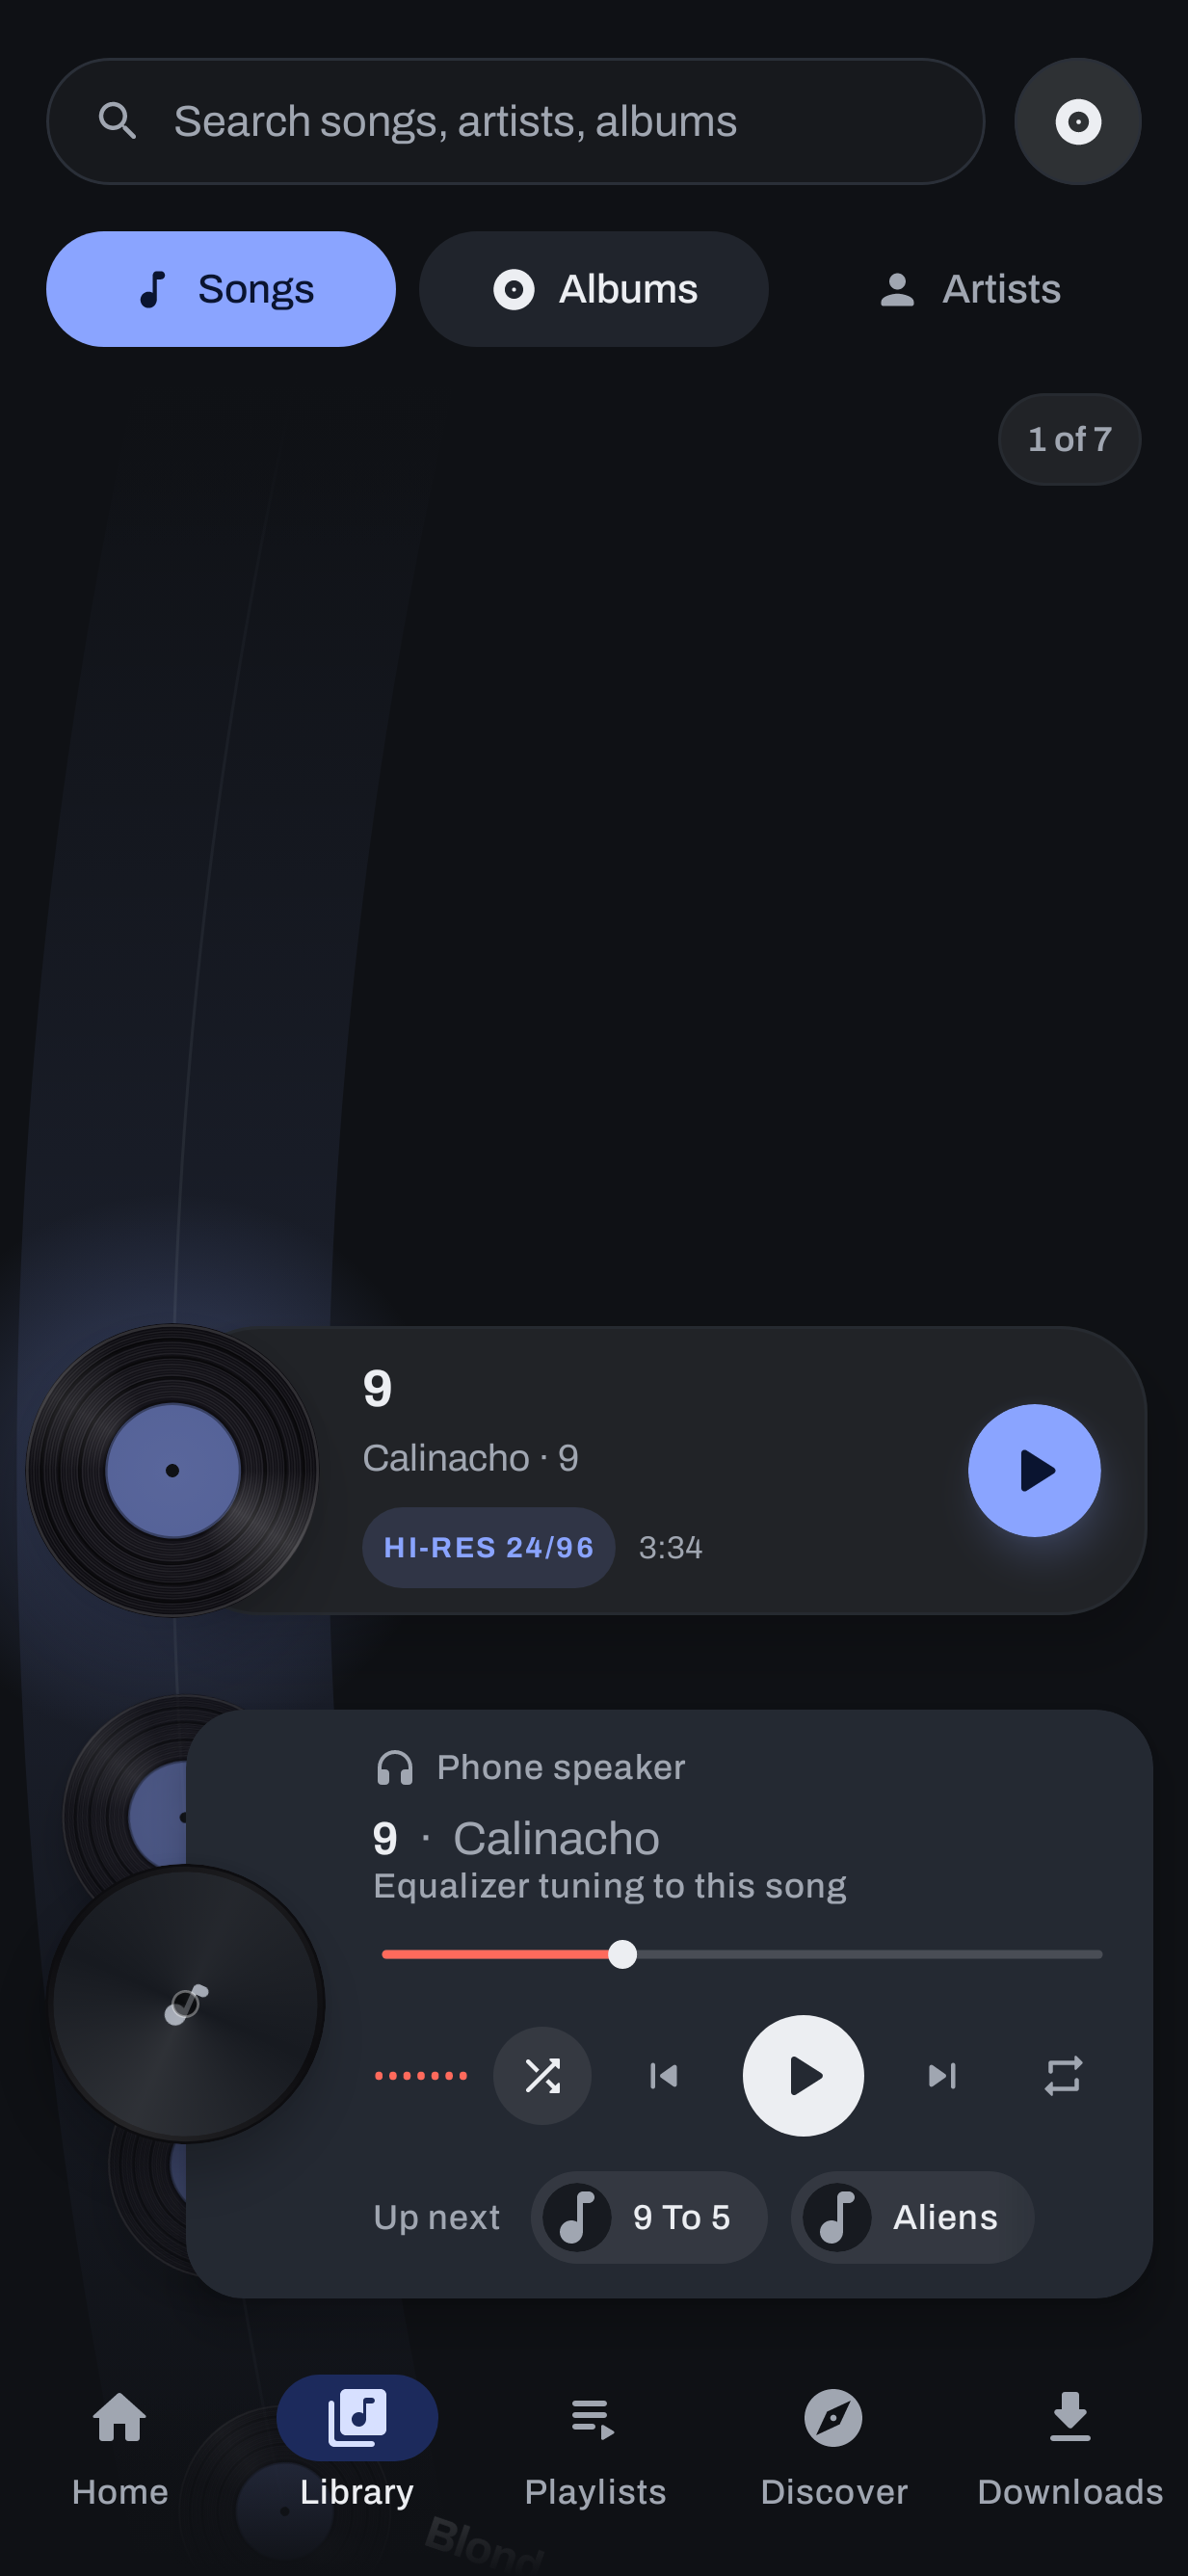 Search songs, artists, albums
Songs
Albums
Artists
1 of 7
9
Calinacho · 9
HI-RES 24/96
3:34
Phone speaker
9 · Calinacho
Equalizer tuning to this song
Up next
9 To 5
Aliens
Home
Library
Playlists
Discover
Downloads
Blond